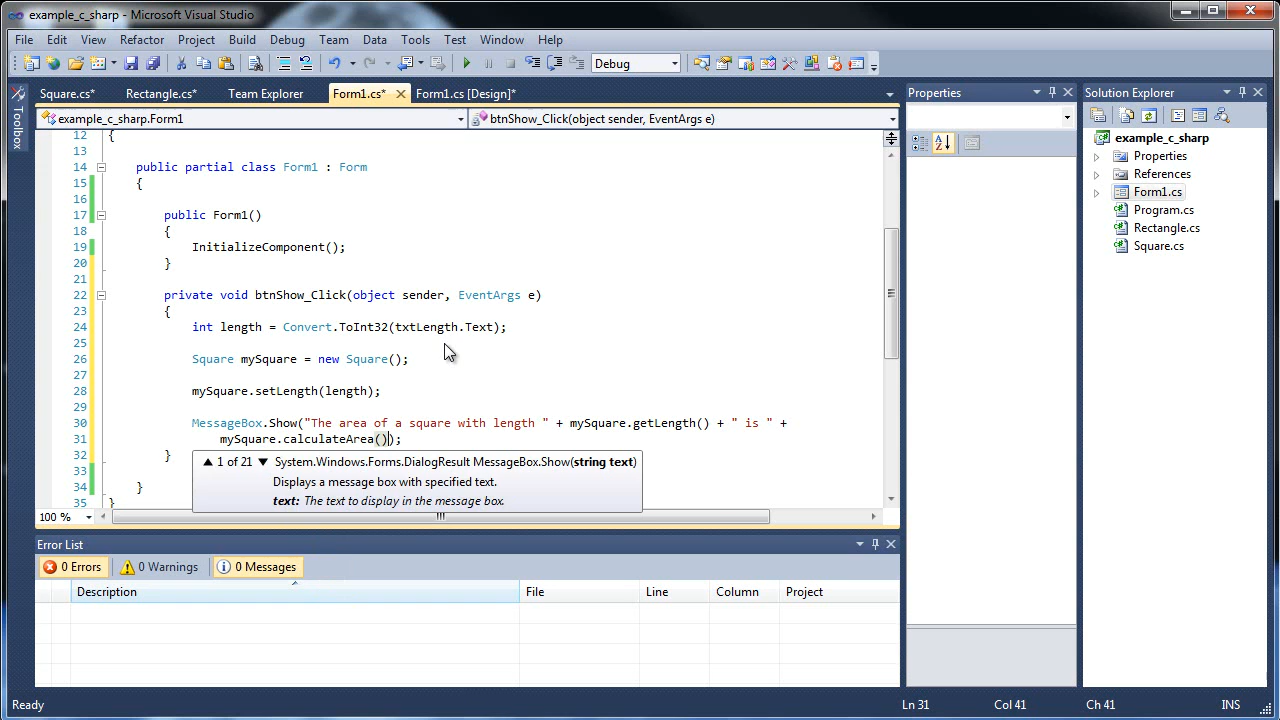 example_c_sharp - Microsoft Visual Studio
File Edit View Refactor Project Build Debug Team Data Tools Test Window Help
Debug
Square.cs* Rectangle.cs* Team Explorer Form1.cs* Form1.cs [Design]*
example_c_sharp.Form1 btnShow_Click(object sender, EventArgs e)
Toolbox
12 {
13
14 public partial class Form1 : Form
15 {
16
17 public Form1()
18 {
19 InitializeComponent();
20 }
21
22 private void btnShow_Click(object sender, EventArgs e)
23 {
24 int length = Convert.ToInt32(txtLength.Text);
25
26 Square mySquare = new Square();
27
28 mySquare.setLength(length);
29
30 MessageBox.Show("The area of a square with length " + mySquare.getLength() + " is " +
31 mySquare.calculateArea());
32 }
33
34 }
35 }
1 of 21 System.Windows.Forms.DialogResult MessageBox.Show(string text)
Displays a message box with specified text.
text: The text to display in the message box.
100 %
Properties
Solution Explorer
example_c_sharp
Properties
References
Form1.cs
Program.cs
Rectangle.cs
Square.cs
Error List
0 Errors 0 Warnings 0 Messages
Description File Line Column Project
Ready Ln 31 Col 41 Ch 41 INS